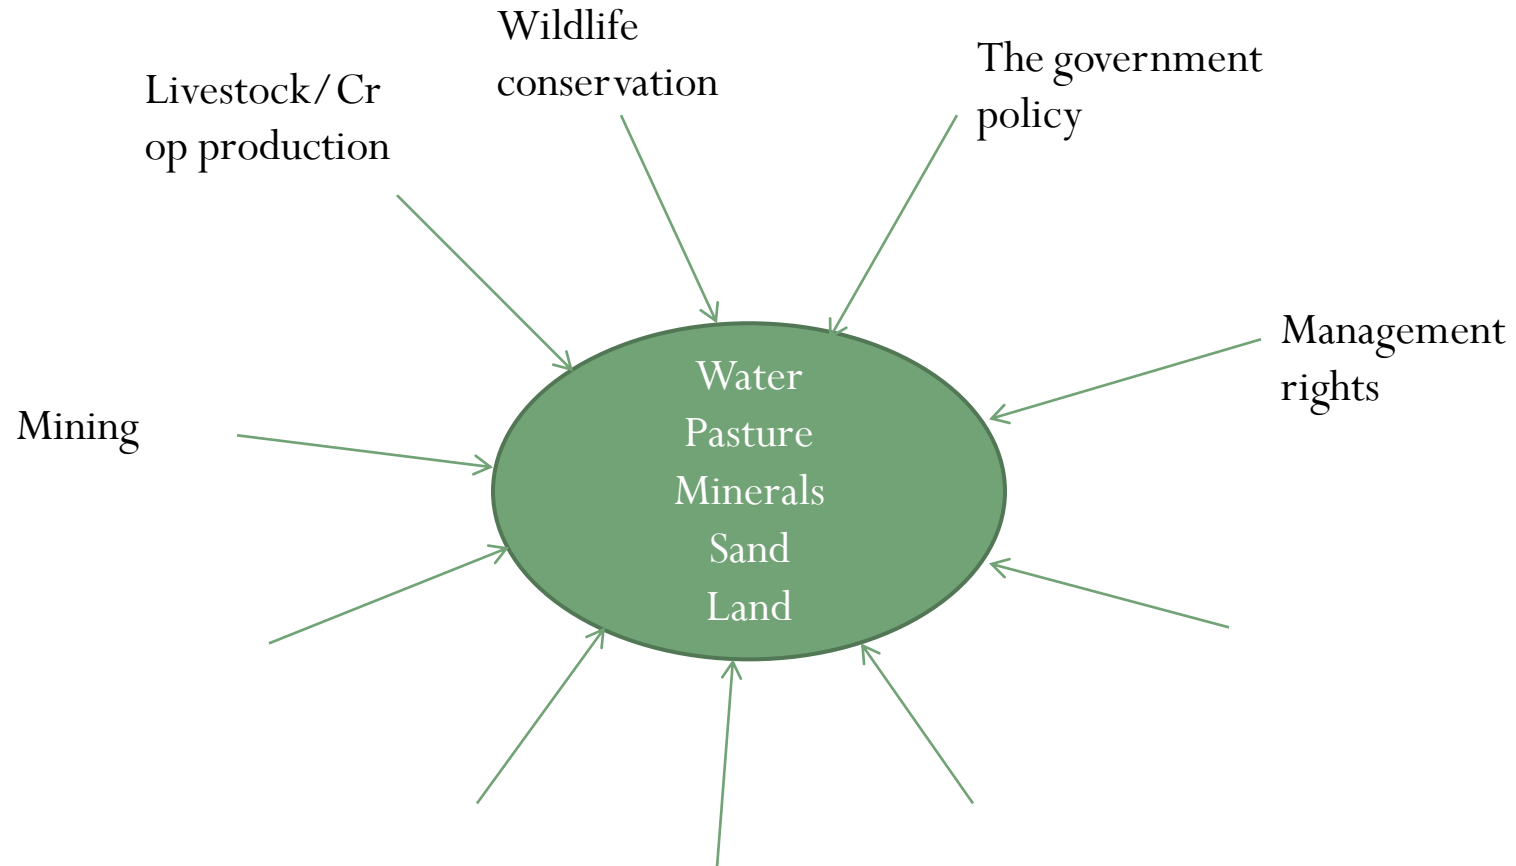 Wildlife
conservation
The government
policy
Livestock/Cr
op production
Management
rights
Mining
Water
Pasture
Minerals
Sand
Land